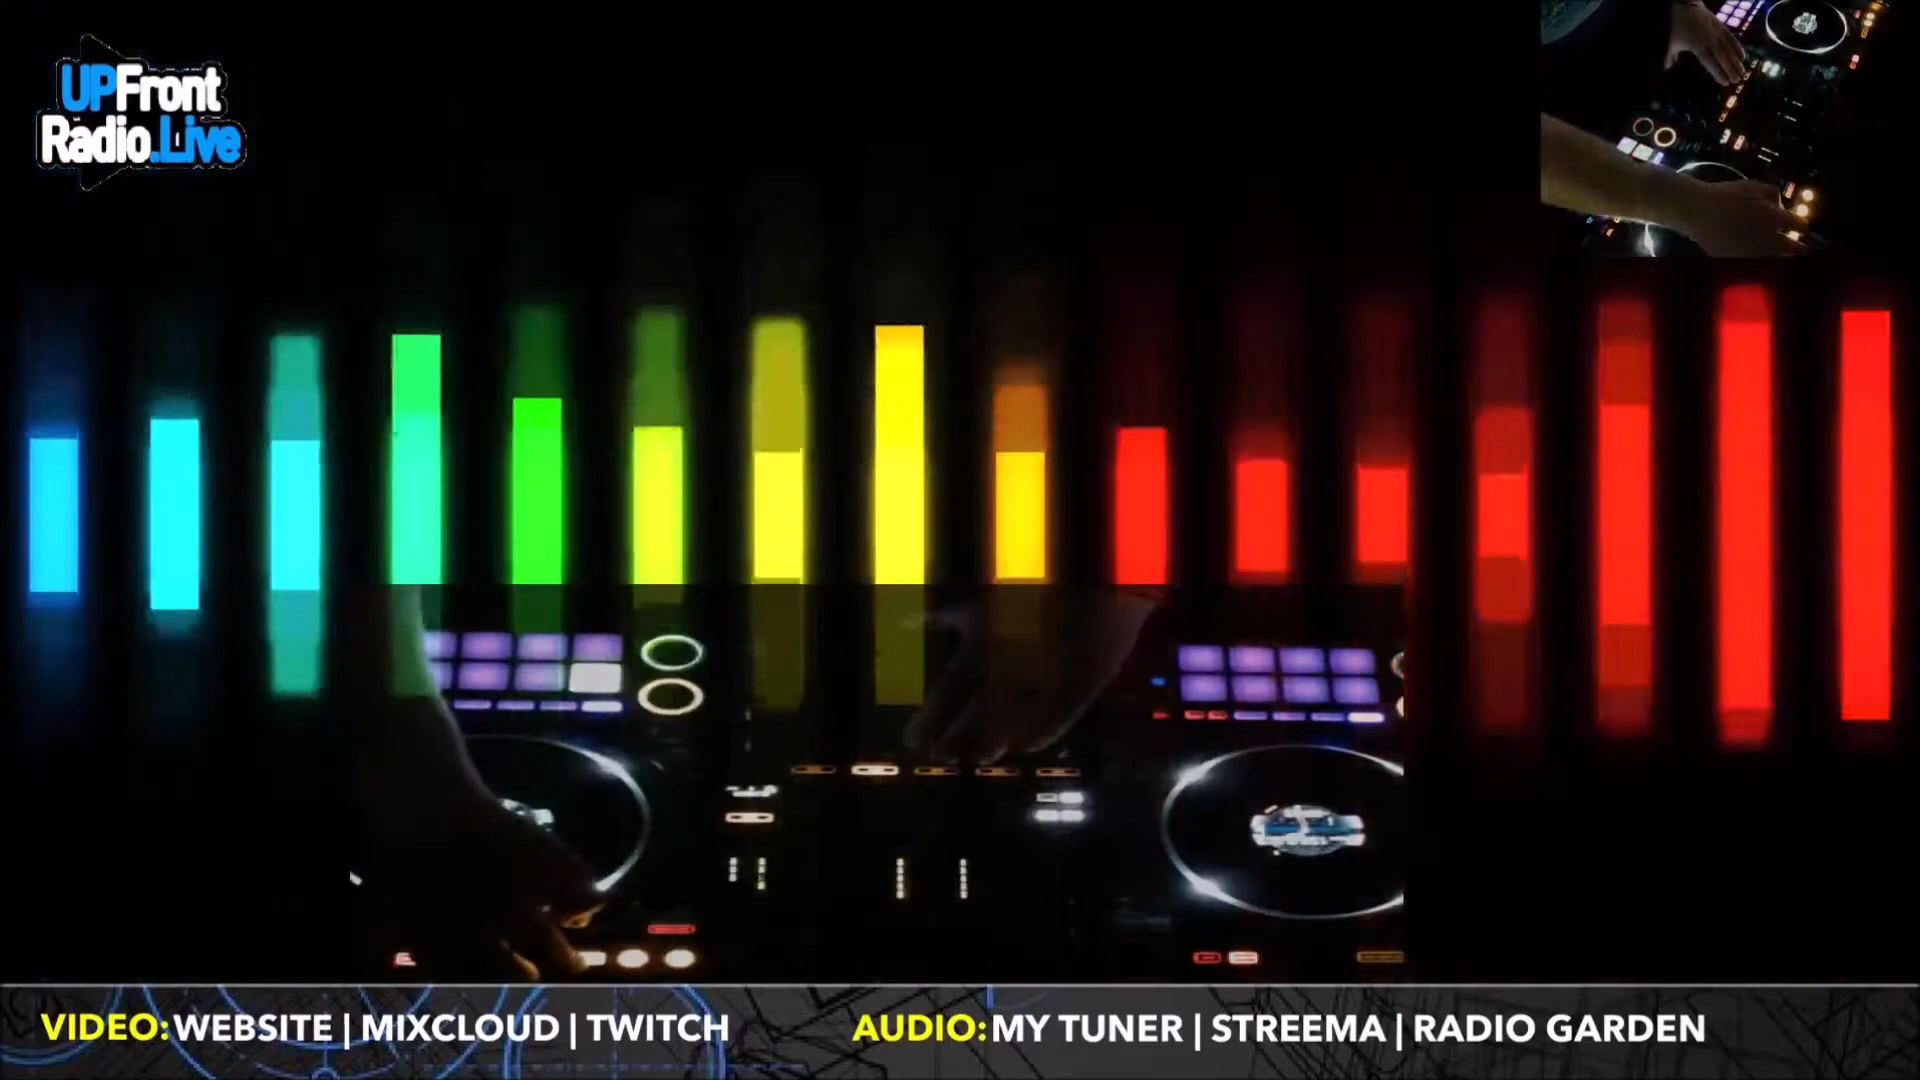 UPFront
Radio.Live
VIDEO: WEBSITE | MIXCLOUD | TWITCH
AUDIO: MY TUNER | STREEMA | RADIO GARDEN